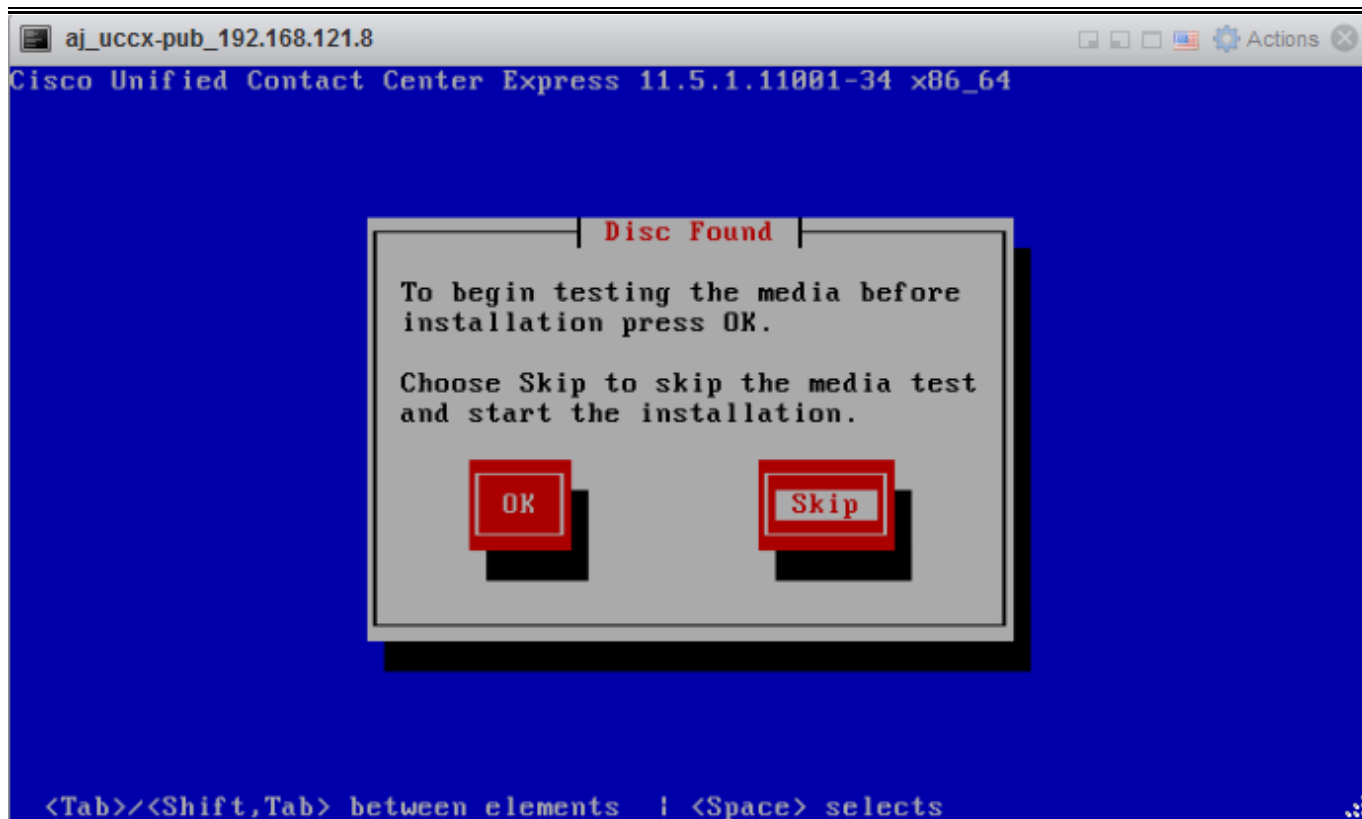 aj_uccx-pub_192.168.121.8 Actions
Cisco Unified Contact Center Express 11.5.1.11001-34 x86_64
Disc Found
To begin testing the media before
installation press OK.
Choose Skip to skip the media test
and start the installation.
OK Skip
<Tab>/<Shift,Tab> between elements | <Space> selects